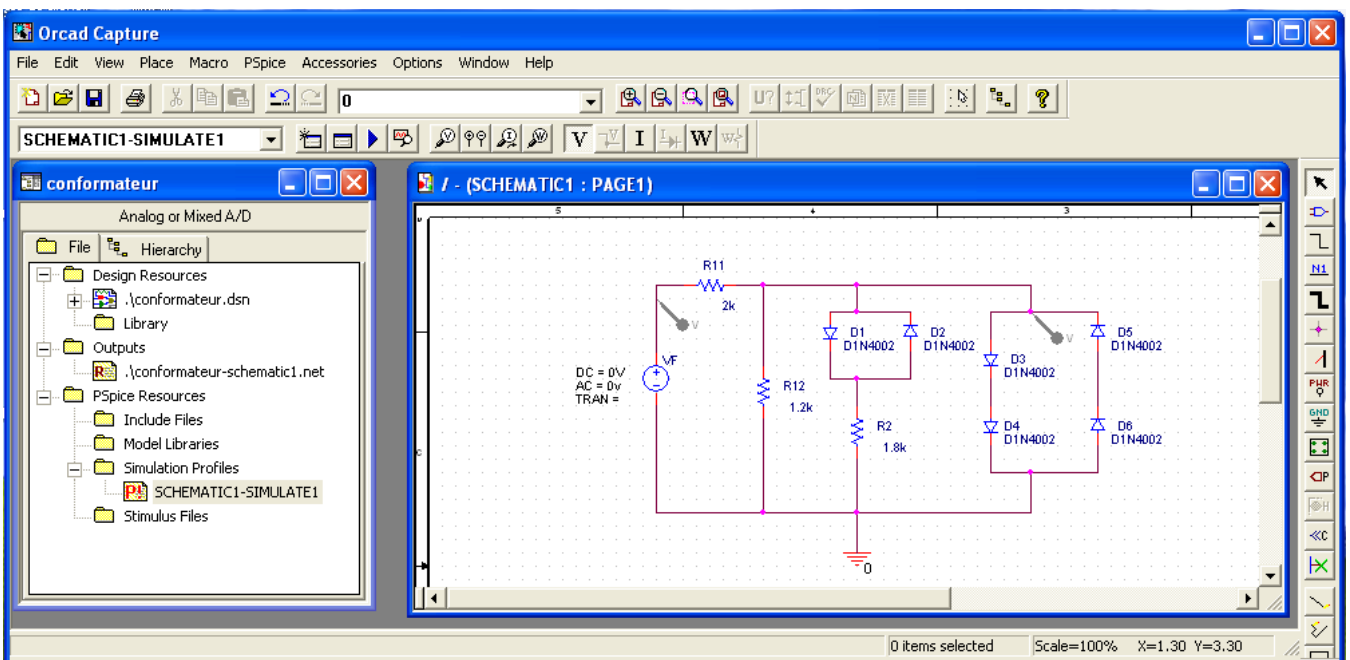 Orcad Capture
File Edit View Place Macro PSpice Accessories Options Window Help
0
U? DRC
SCHEMATIC1-SIMULATE1
V I W
conformateur
Analog or Mixed A/D
File Hierarchy
Design Resources
.\conformateur.dsn
Library
Outputs
.\conformateur-schematic1.net
PSpice Resources
Include Files
Model Libraries
Simulation Profiles
SCHEMATIC1-SIMULATE1
Stimulus Files
/ - (SCHEMATIC1 : PAGE1)
5 4 3
R11
2k
V
VF
DC = 0V
AC = 0v
TRAN =
R12
1.2k
D1
D1N4002
D2
D1N4002
R2
1.8k
V
D3
D1N4002
D4
D1N4002
D5
D1N4002
D6
D1N4002
0
C
N1
PWR
GND
0 items selected Scale=100% X=1.30 Y=3.30